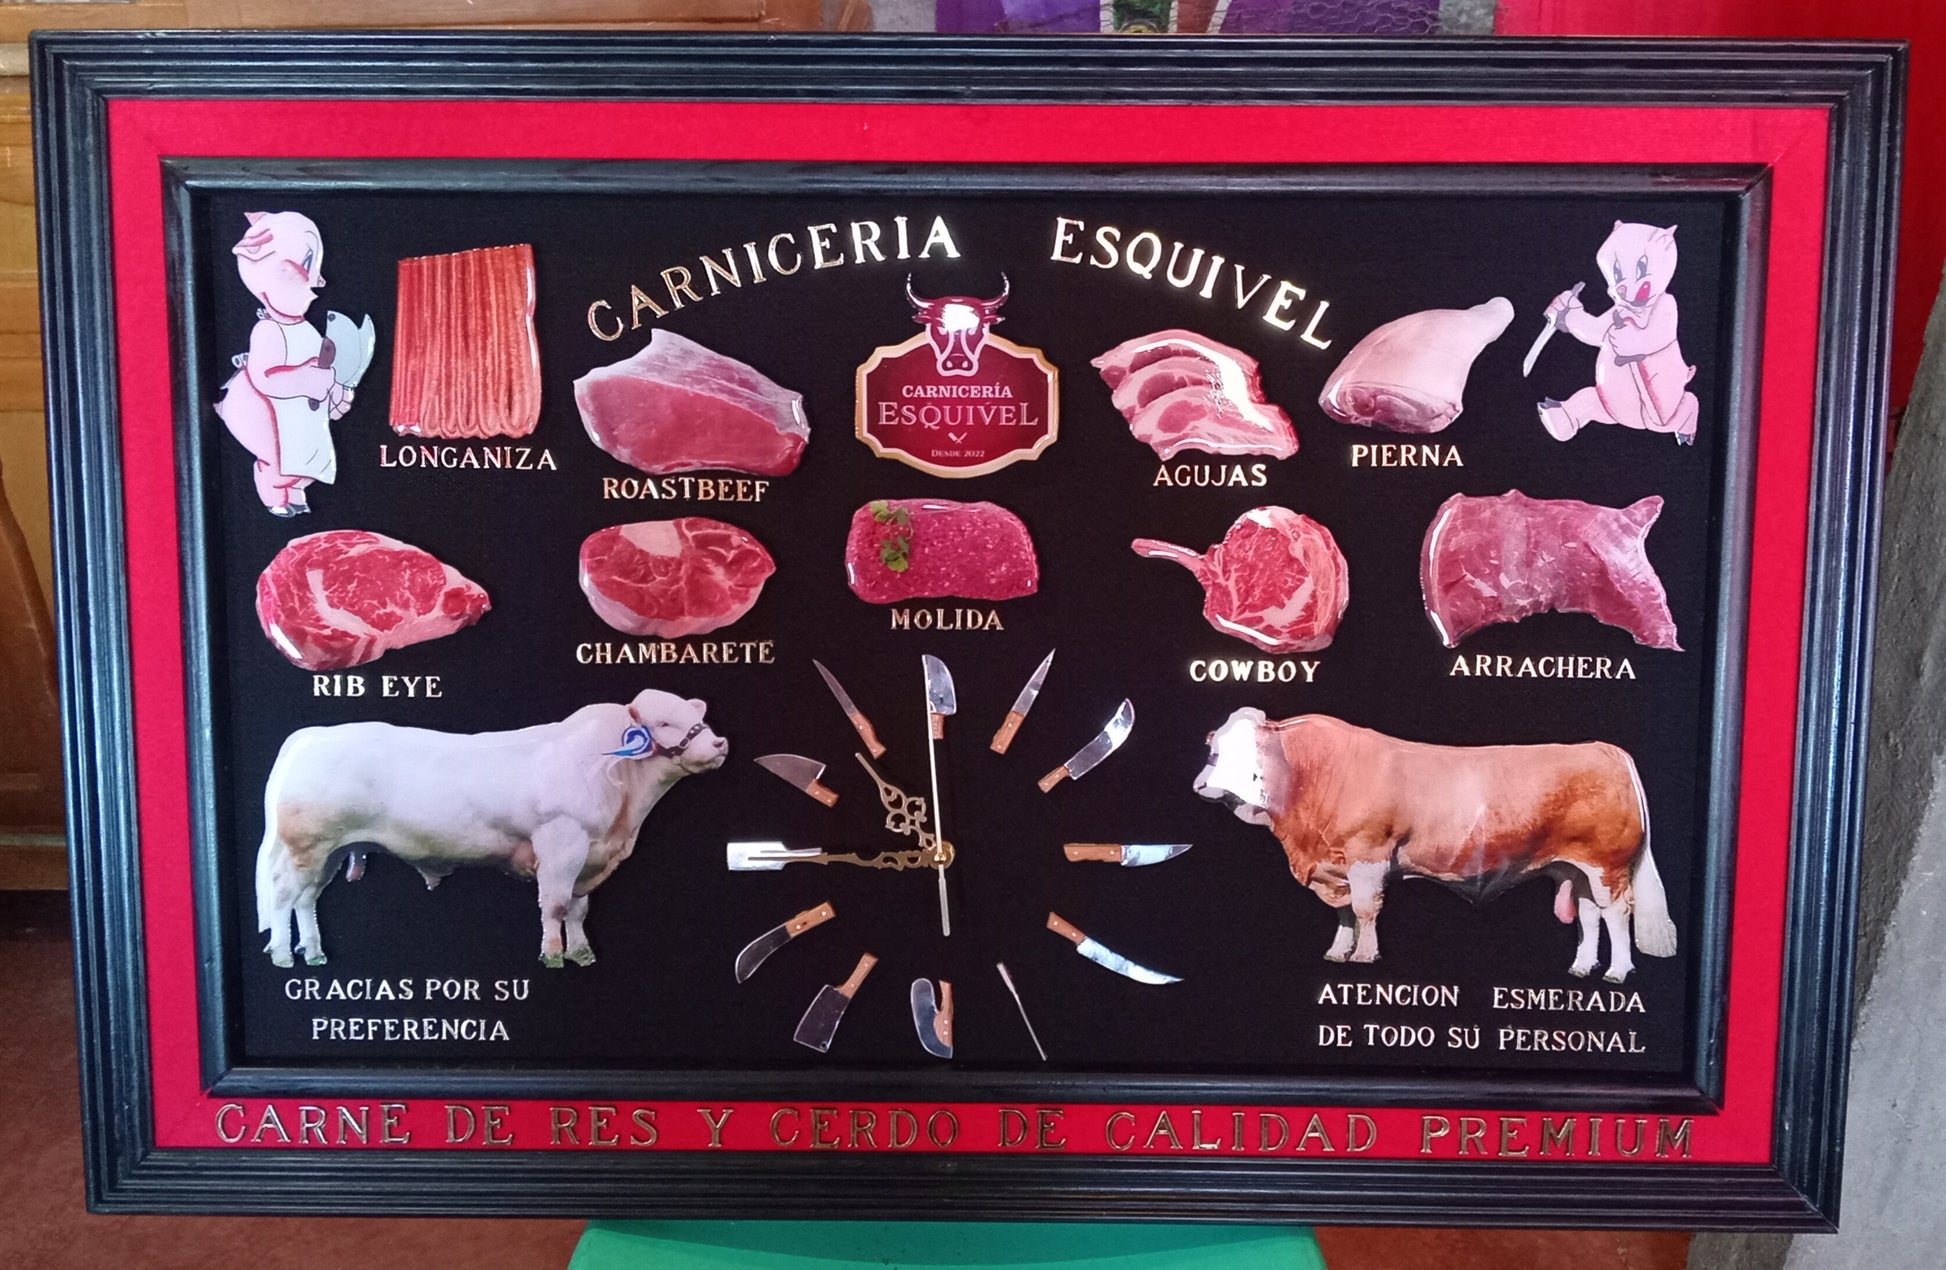 CARNICERIA ESQUIVEL
CARNICERÍA
ESQUIVEL
DESDE 2022
LONGANIZA
ROASTBEEF
AGUJAS
PIERNA
RIB EYE
CHAMBARETE
MOLIDA
COWBOY
ARRACHERA
GRACIAS POR SU
PREFERENCIA
ATENCION ESMERADA
DE TODO SU PERSONAL
CARNE DE RES Y CERDO DE CALIDAD PREMIUM